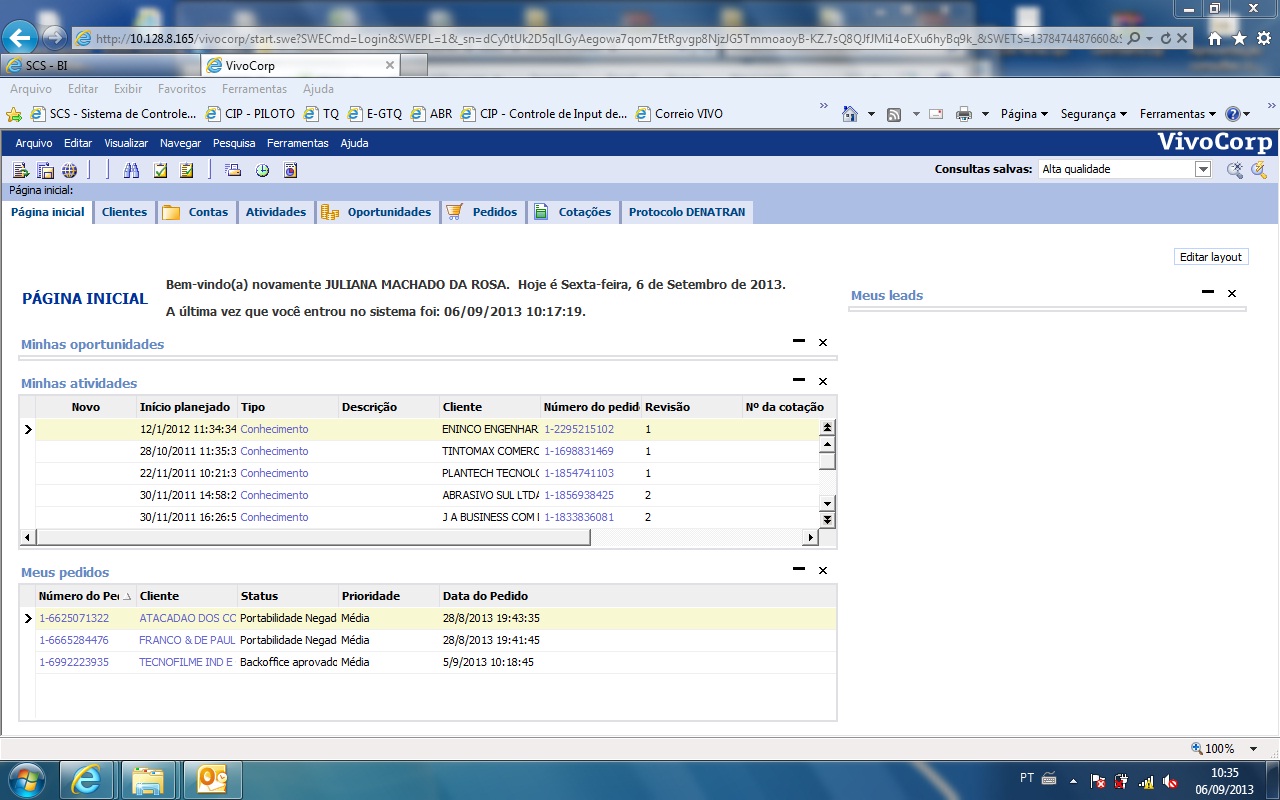 http://10.128.8.165/vivocorp/start.swe?SWECmd=Login&SWEPL=1&_sn=dCy0tUk2D5qILGyAegowa7qom7EtRgvgp8NjzJG5TmmoaoyB-KZ.7sQ8QJfJMi14oEXu6hyBq9k_&SWETS=1378474487660&
SCS - BI
VivoCorp
Arquivo Editar Exibir Favoritos Ferramentas Ajuda
SCS - Sistema de Controle... CIP - PILOTO TQ E-GTQ ABR CIP - Controle de Input de... Correio VIVO Página Segurança Ferramentas
Arquivo Editar Visualizar Navegar Pesquisa Ferramentas Ajuda VivoCorp
Consultas salvas: Alta qualidade
Página inicial:
Página inicial Clientes Contas Atividades Oportunidades Pedidos Cotações Protocolo DENATRAN
Editar layout
PÁGINA INICIAL
Bem-vindo(a) novamente JULIANA MACHADO DA ROSA. Hoje é Sexta-feira, 6 de Setembro de 2013.
A última vez que você entrou no sistema foi: 06/09/2013 10:17:19.
Meus leads
Minhas oportunidades
Minhas atividades
Novo Início planejado Tipo Descrição Cliente Número do pedido Revisão Nº da cotação
12/1/2012 11:34:34 Conhecimento ENINCO ENGENHAR 1-2295215102 1
28/10/2011 11:35:3 Conhecimento TINTOMAX COMERC 1-1698831469 1
22/11/2011 10:21:3 Conhecimento PLANTECH TECNOLO 1-1854741103 1
30/11/2011 14:58:2 Conhecimento ABRASIVO SUL LTDA 1-1856938425 2
30/11/2011 16:26:5 Conhecimento J A BUSINESS COM 1-1833836081 2
Meus pedidos
Número do Pe Cliente Status Prioridade Data do Pedido
1-6625071322 ATACADAO DOS CO Portabilidade Negad Média 28/8/2013 19:43:35
1-6665284476 FRANCO & DE PAUL Portabilidade Negad Média 28/8/2013 19:41:45
1-6992223935 TECNOFILME IND E Backoffice aprovado Média 5/9/2013 10:18:45
100%
PT
10:35
06/09/2013